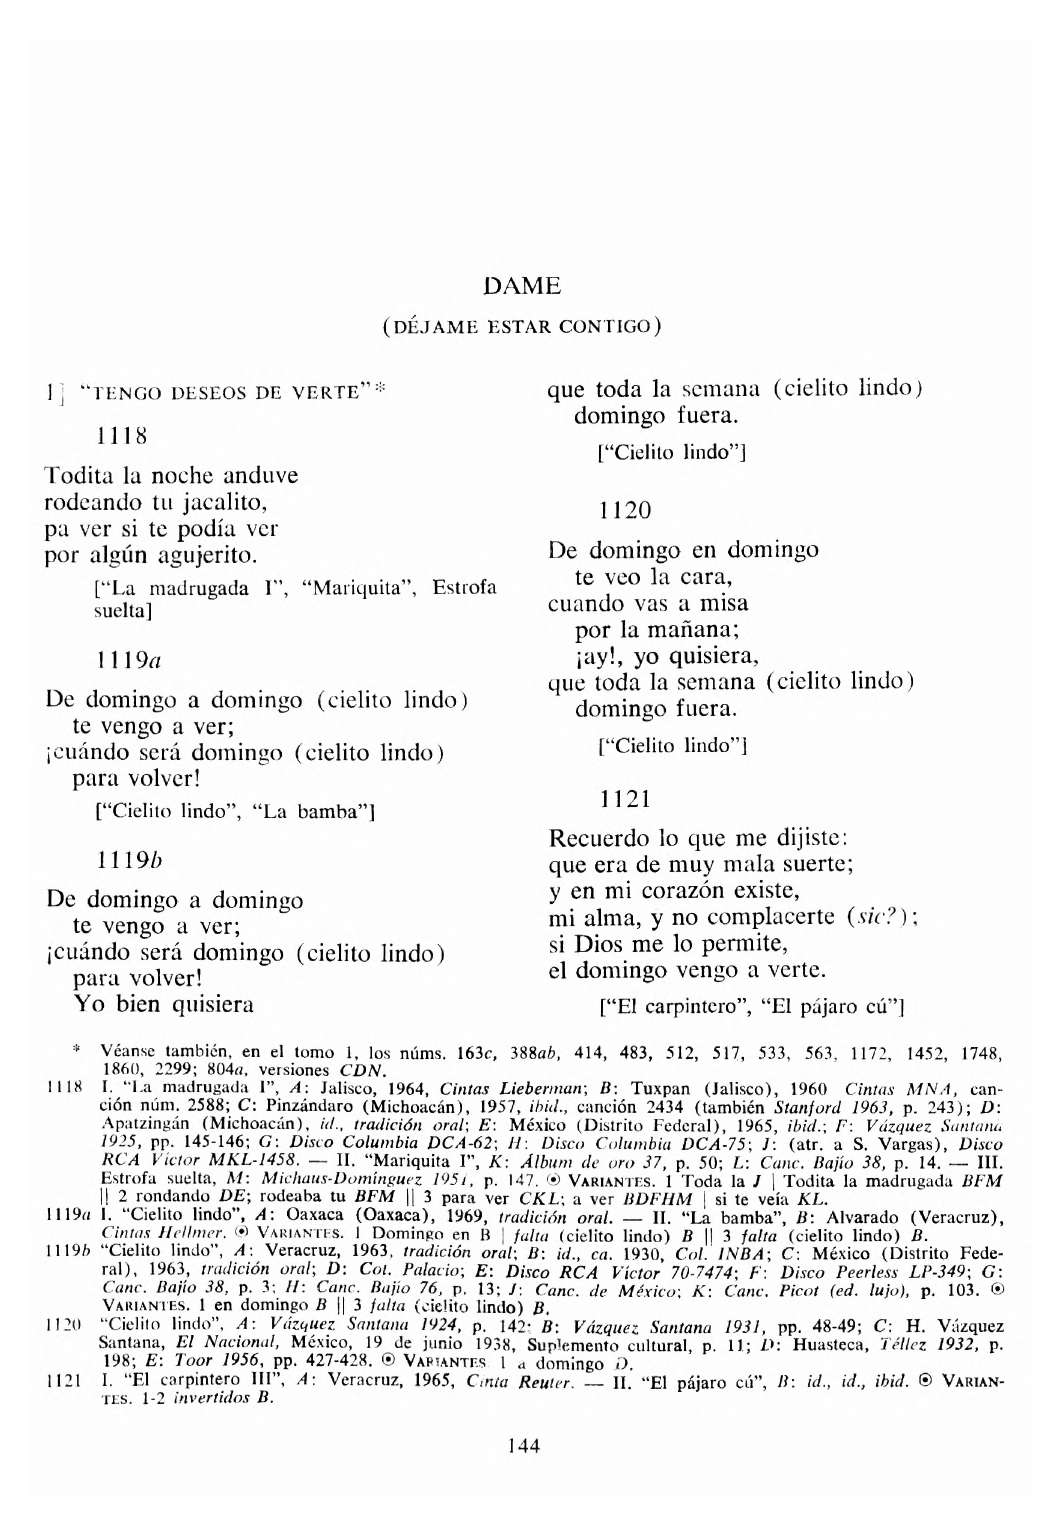 DAME
(DÉJAME ESTAR CONTIGO)
1] “TENGO DESEOS DE VERTE”*
1118
Todita la noche anduve
rodeando tu jacalito,
pa ver si te podía ver
por algún agujerito.
[“La madrugada I”, “Mariquita”, Estrofa
suelta]
1119a
De domingo a domingo (cielito lindo)
te vengo a ver;
¡cuándo será domingo (cielito lindo)
para volver!
[“Cielito lindo”, “La bamba”]
1119b
De domingo a domingo
te vengo a ver;
¡cuándo será domingo (cielito lindo)
para volver!
Yo bien quisiera
que toda la semana (cielito lindo)
domingo fuera.
[“Cielito lindo”]
1120
De domingo en domingo
te veo la cara,
cuando vas a misa
por la mañana;
¡ay!, yo quisiera,
que toda la semana (cielito lindo)
domingo fuera.
[“Cielito lindo”]
1121
Recuerdo lo que me dijiste:
que era de muy mala suerte;
y en mi corazón existe,
mi alma, y no complacerte (sic?);
si Dios me lo permite,
el domingo vengo a verte.
[“El carpintero”, “El pájaro cú”]
* Véanse también, en el tomo 1, los núms. 163c, 388ab, 414, 483, 512, 517, 533, 563, 1172, 1452, 1748,
1860, 2299; 804a, versiones CDN.
1118 I. “La madrugada I”, A: Jalisco, 1964, Cintas Lieberman; B: Tuxpan (Jalisco), 1960 Cintas MNA, can-
ción núm. 2588; C: Pinzándaro (Michoacán), 1957, ibid., canción 2434 (también Stanford 1963, p. 243); D:
Apatzingán (Michoacán), id., tradición oral; E: México (Distrito Federal), 1965, ibid.; F: Vázquez Santana
1925, pp. 145-146; G: Disco Columbia DCA-62; H: Disco Columbia DCA-75; J: (atr. a S. Vargas), Disco
RCA Victor MKL-1458. — II. “Mariquita I”, K: Álbum de oro 37, p. 50; L: Canc. Bajío 38, p. 14. — III.
Estrofa suelta, M: Michaus-Domínguez 1951, p. 147. ⊙ VARIANTES. 1 Toda la J | Todita la madrugada BFM
|| 2 rondando DE; rodeaba tu BFM || 3 para ver CKL; a ver BDFHM | si te veía KL.
1119a I. “Cielito lindo”, A: Oaxaca (Oaxaca), 1969, tradición oral. — II. “La bamba”, B: Alvarado (Veracruz),
Cintas Hellmer. ⊙ VARIANTES. 1 Domingo en B | falta (cielito lindo) B || 3 falta (cielito lindo) B.
1119b “Cielito lindo”, A: Veracruz, 1963, tradición oral; B: id., ca. 1930, Col. INBA; C: México (Distrito Fede-
ral), 1963, tradición oral; D: Cot. Palacio; E: Disco RCA Victor 70-7474; F: Disco Peerless LP-349; G:
Canc. Bajío 38, p. 3; H: Canc. Bajío 76, p. 13; J: Canc. de México; K: Canc. Picot (ed. lujo), p. 103. ⊙
VARIANTES. 1 en domingo B || 3 falta (cielito lindo) B.
1120 “Cielito lindo”, A: Vázquez Santana 1924, p. 142; B: Vázquez Santana 1931, pp. 48-49; C: H. Vázquez
Santana, El Nacional, México, 19 de junio 1938, Suplemento cultural, p. 11; D: Huasteca, Téllez 1932, p.
198; E: Toor 1956, pp. 427-428. ⊙ VARIANTES 1 a domingo D.
1121 I. “El carpintero III”, A: Veracruz, 1965, Cinta Reuter. — II. “El pájaro cú”, B: id., id., ibid. ⊙ VARIAN-
TES. 1-2 invertidos B.
144